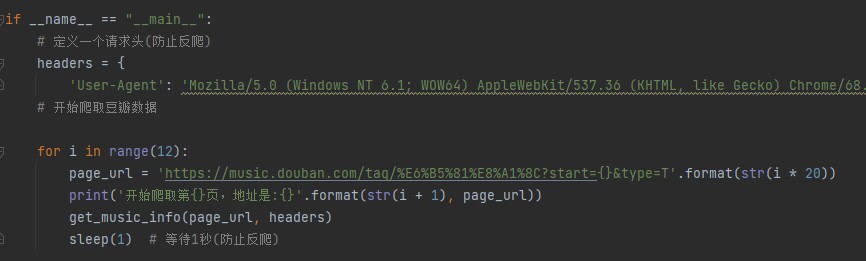 if __name__ == "__main__":
    # 定义一个请求头(防止反爬)
    headers = {
        'User-Agent': 'Mozilla/5.0 (Windows NT 6.1; WOW64) AppleWebKit/537.36 (KHTML, like Gecko) Chrome/68.
    # 开始爬取豆瓣数据
    for i in range(12):
        page_url = 'https://music.douban.com/tag/%E6%B5%81%E8%A1%8C?start={}&type=T'.format(str(i * 20))
        print('开始爬取第{}页，地址是:{}'.format(str(i + 1), page_url))
        get_music_info(page_url, headers)
        sleep(1)  # 等待1秒(防止反爬)